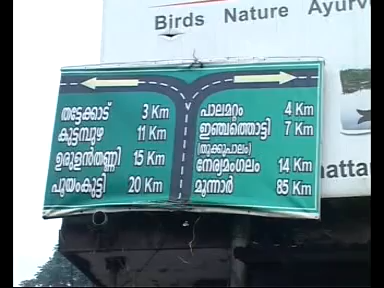 Birds Nature Ayurv
തട്ടേക്കാട് 3 Km
കുട്ടമ്പുഴ 11 Km
ഉരുളൻതണ്ണി 15 Km
പൂയംകുട്ടി 20 Km
പാലമറ്റം 4 Km
ഇഞ്ചത്തൊട്ടി 7 Km
(തൂക്കുപാലം)
നേര്യമംഗലം 14 Km
മൂന്നാർ 85 Km
hattar